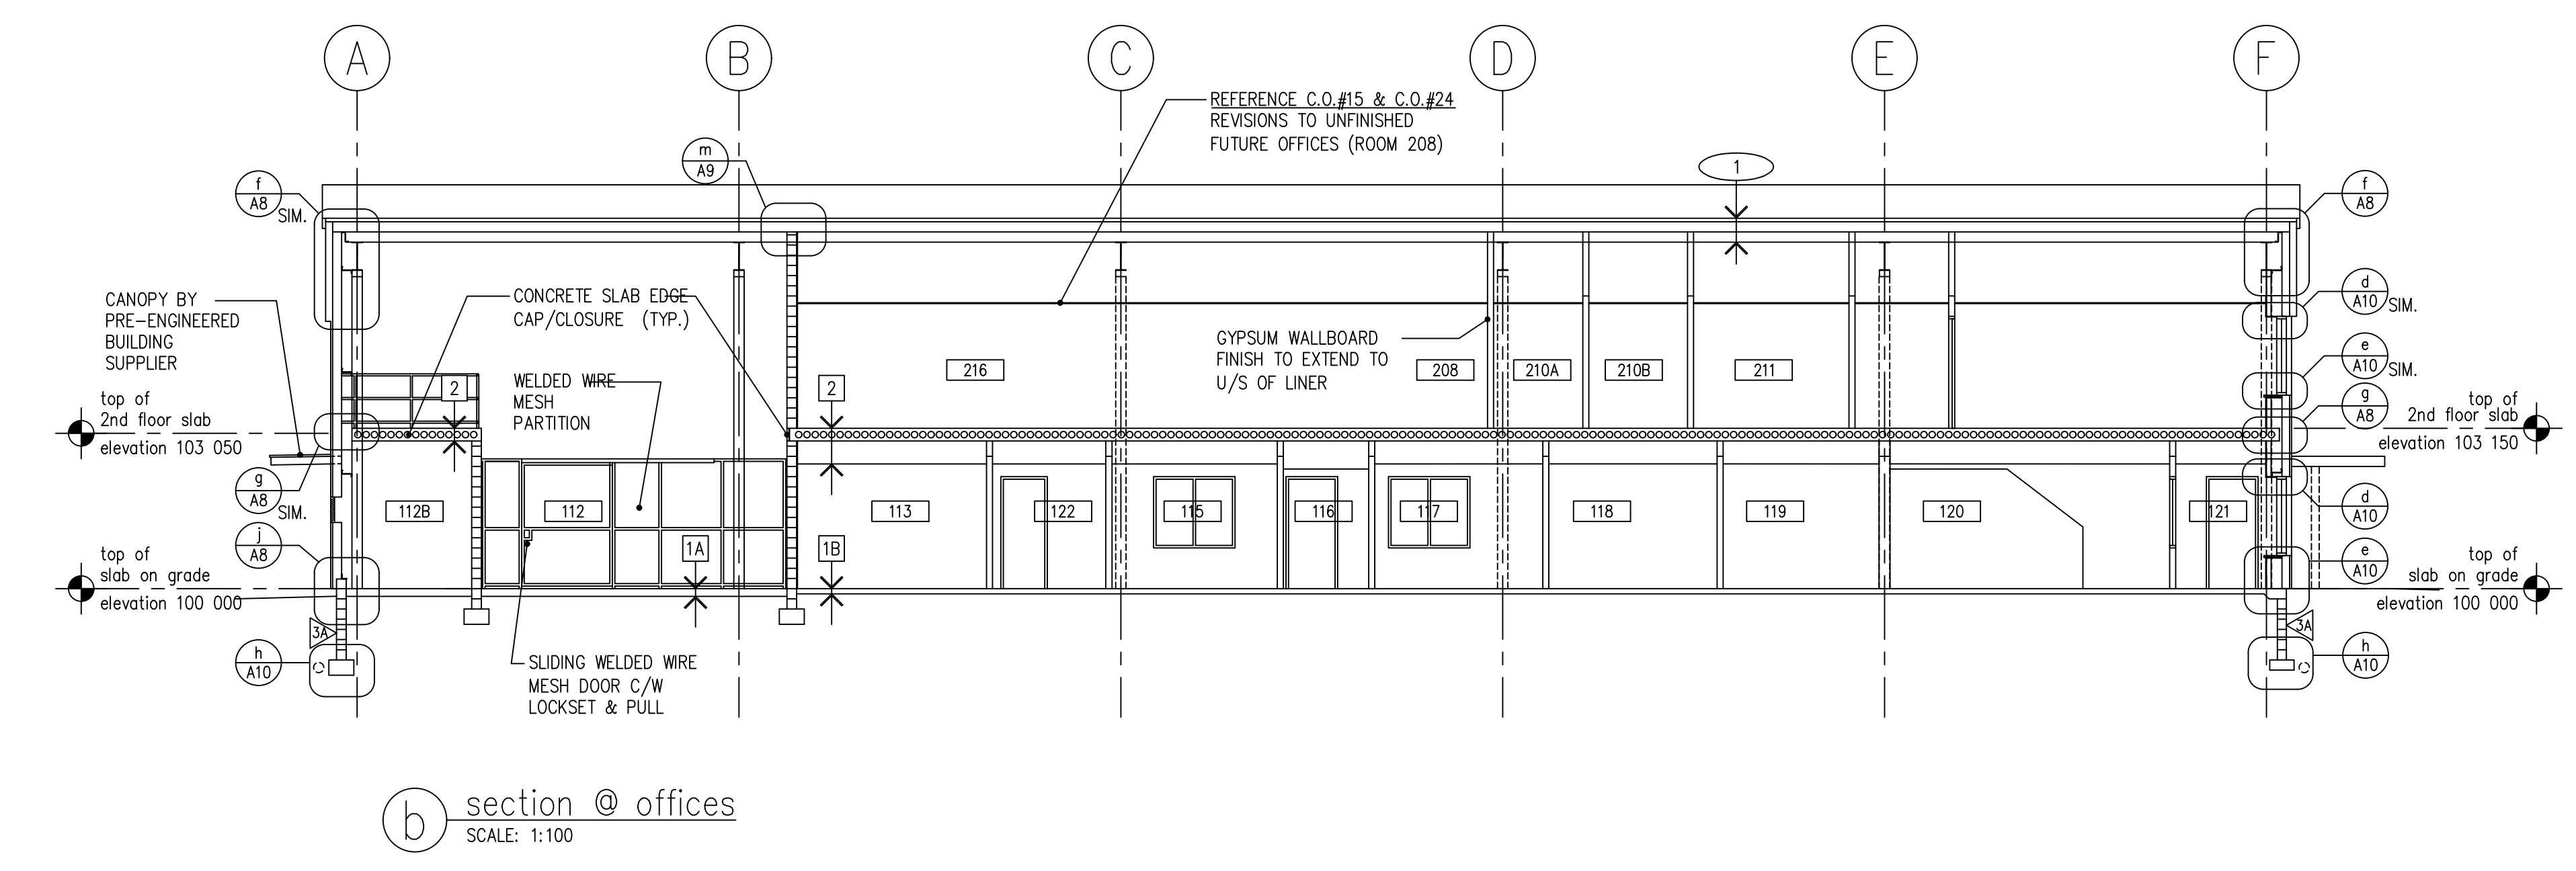 A
B
C
D
E
F
REFERENCE C.O.#15 & C.O.#24
REVISIONS TO UNFINISHED
FUTURE OFFICES (ROOM 208)
m
A9
1
f
A8
SIM.
f
A8
CANOPY BY
PRE-ENGINEERED
BUILDING
SUPPLIER
CONCRETE SLAB EDGE
CAP/CLOSURE (TYP.)
WELDED WIRE
MESH
PARTITION
GYPSUM WALLBOARD
FINISH TO EXTEND TO
U/S OF LINER
d
A10
SIM.
e
A10
SIM.
g
A8
216
208
210A
210B
211
2
2
top of
2nd floor slab
elevation 103 050
top of
2nd floor slab
elevation 103 150
g
A8
SIM.
j
A8
112B
112
113
122
115
116
117
118
119
120
121
d
A10
e
A10
1A
1B
top of
slab on grade
elevation 100 000
top of
slab on grade
elevation 100 000
3A
3A
h
A10
h
A10
SLIDING WELDED WIRE
MESH DOOR C/W
LOCKSET & PULL
b
section @ offices
SCALE: 1:100